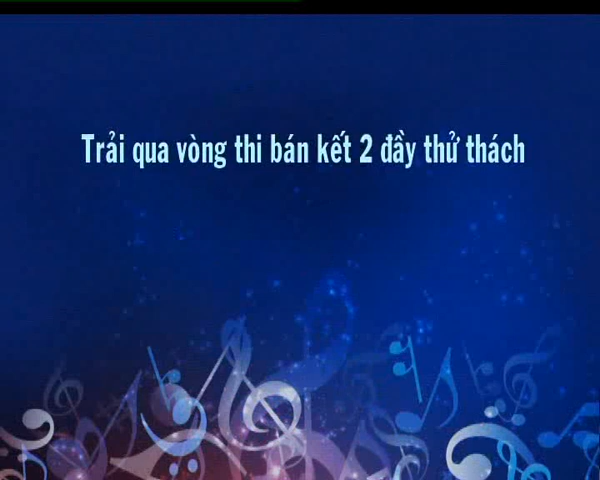 Trải qua vòng thi bán kết 2 đầy thử thách